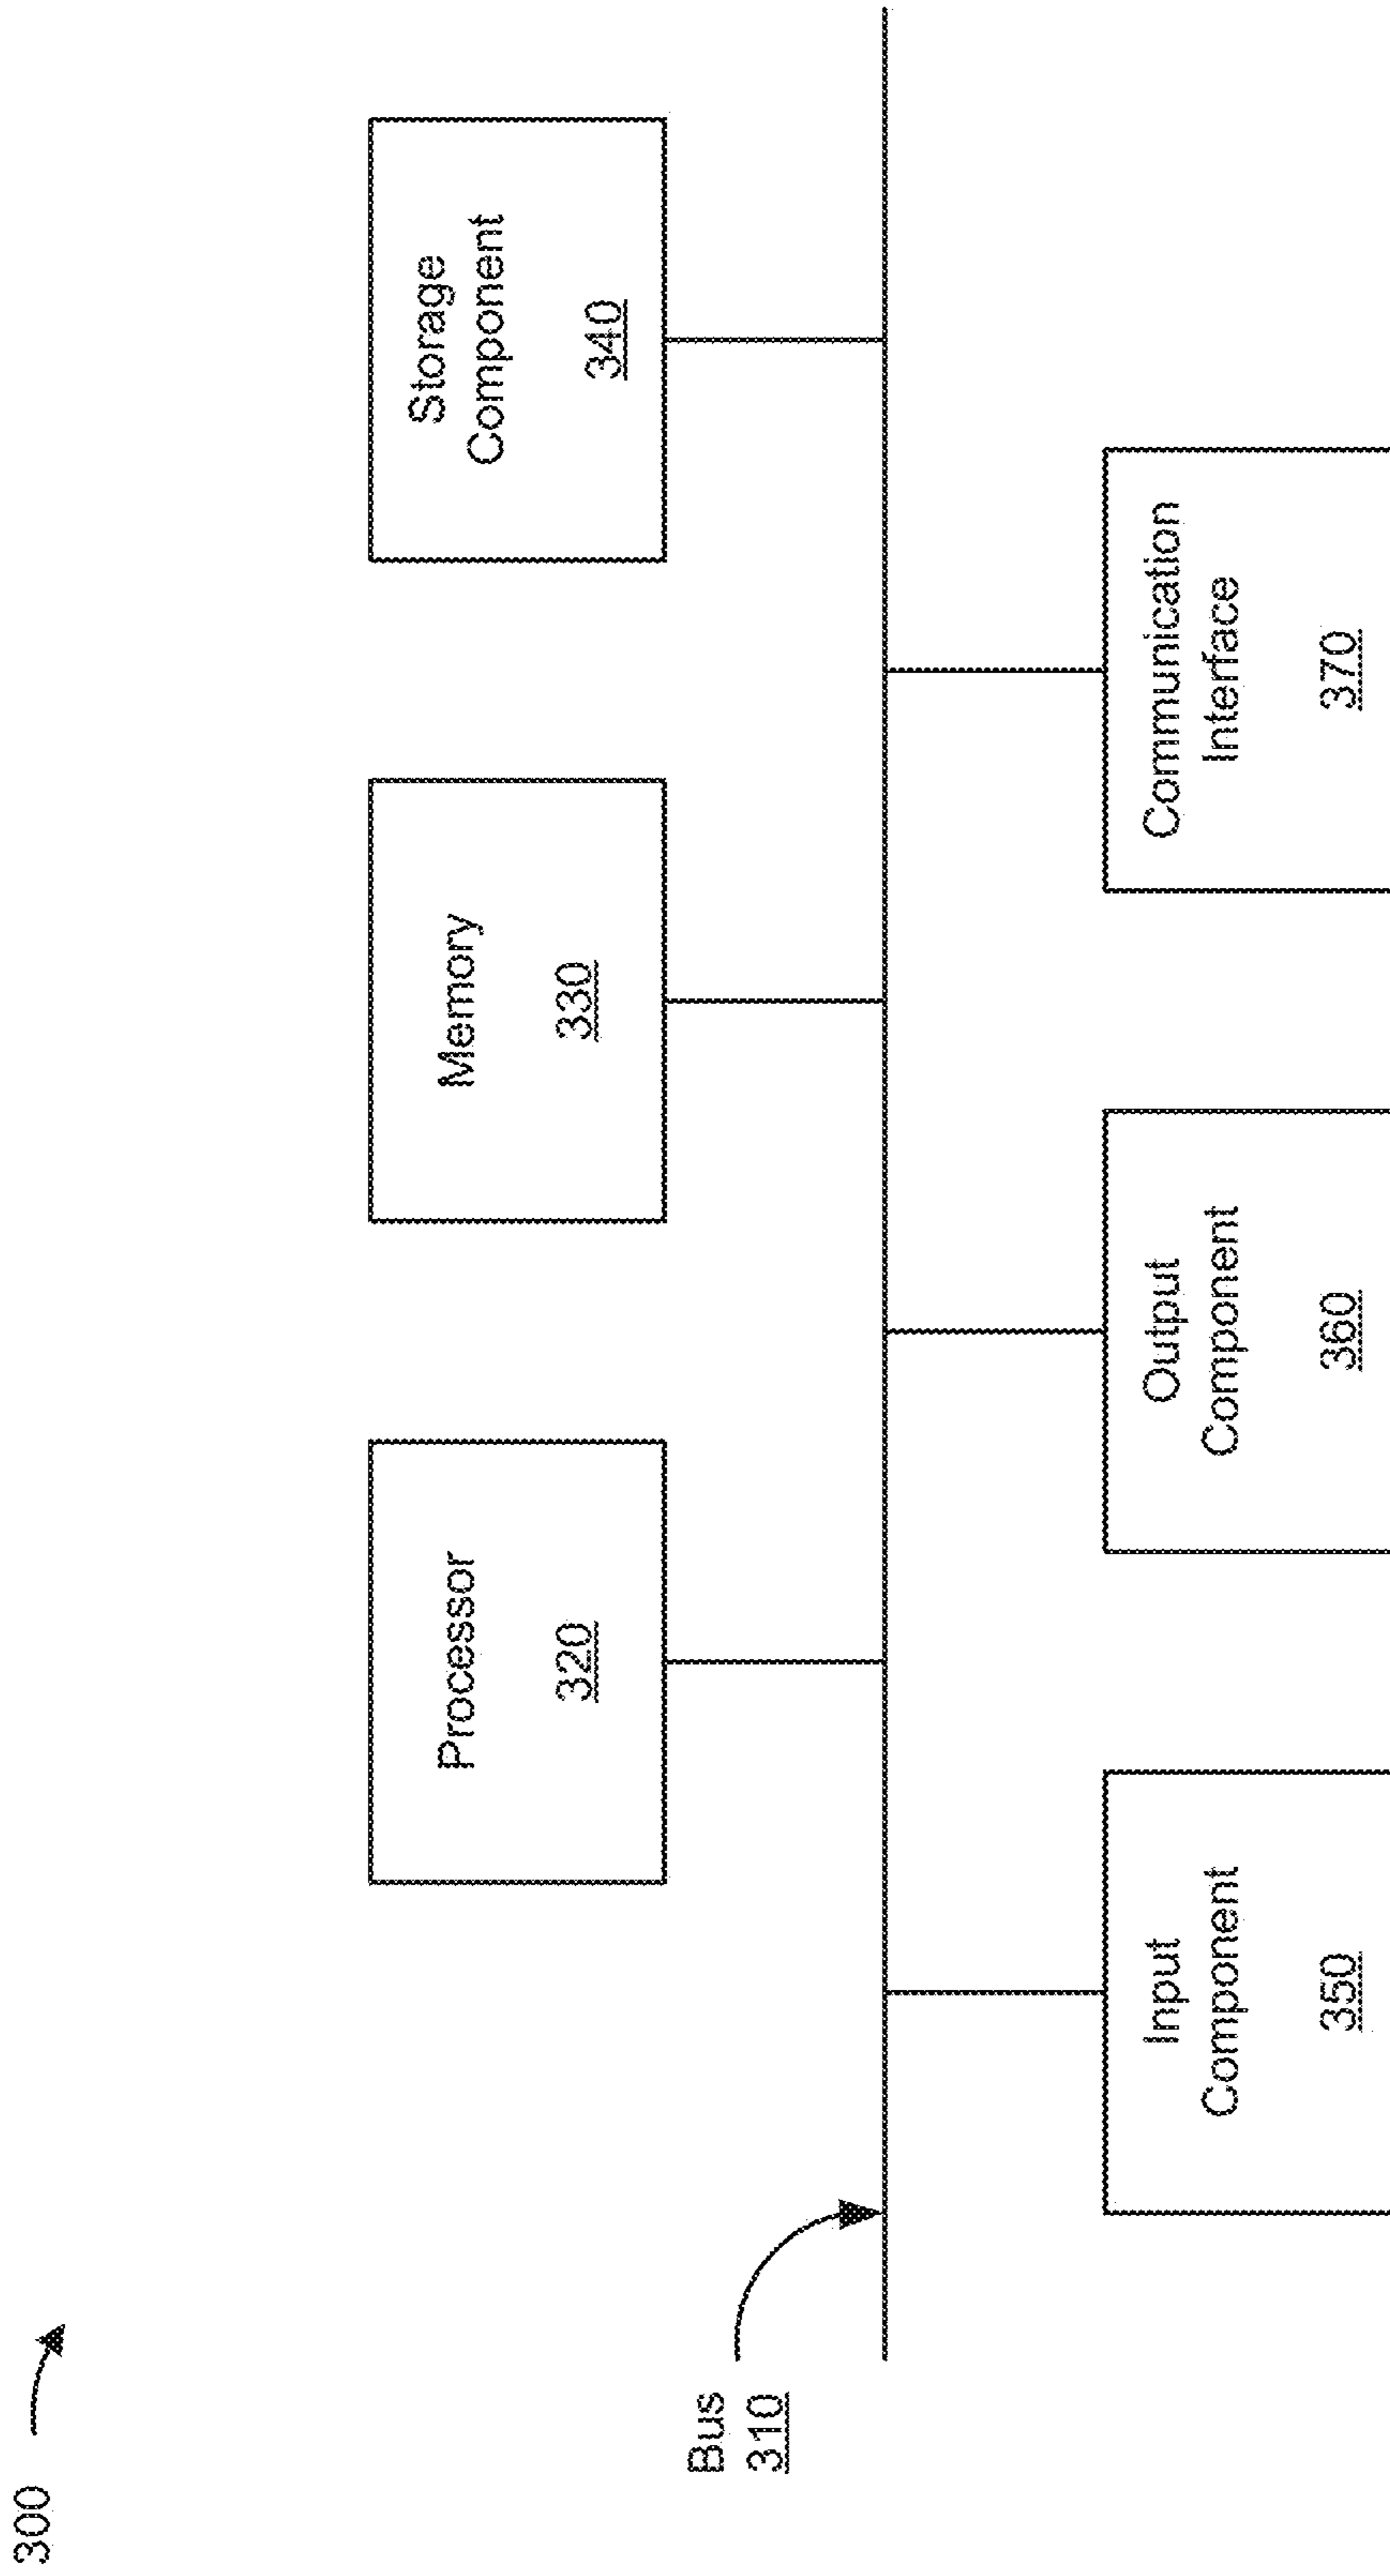 300
Processor
320
Memory
330
Storage
Component
340
Bus
310
Input
Component
350
Output
Component
360
Communication
Interface
370